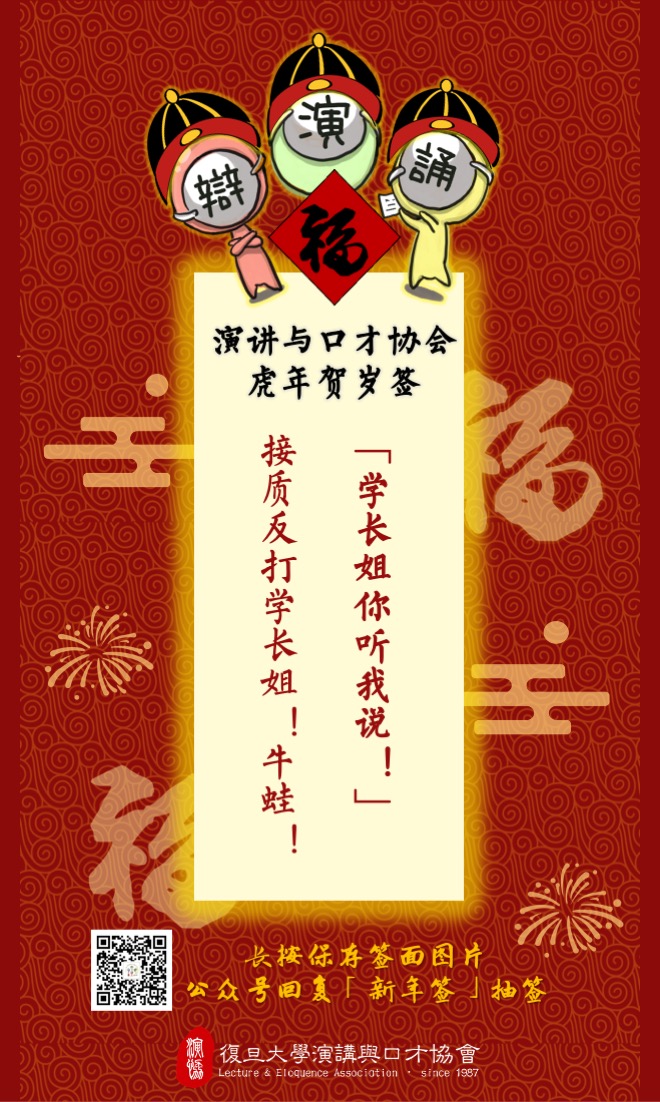 辯
演
誦
福
演讲与口才协会
虎年贺岁签
「学长姐你听我说！」
接质反打学长姐！牛蛙！
福
福
长按保存签面图片
公众号回复「新年签」抽签
演協
復旦大學演講與口才協會
Lecture & Eloquence Association · since 1987